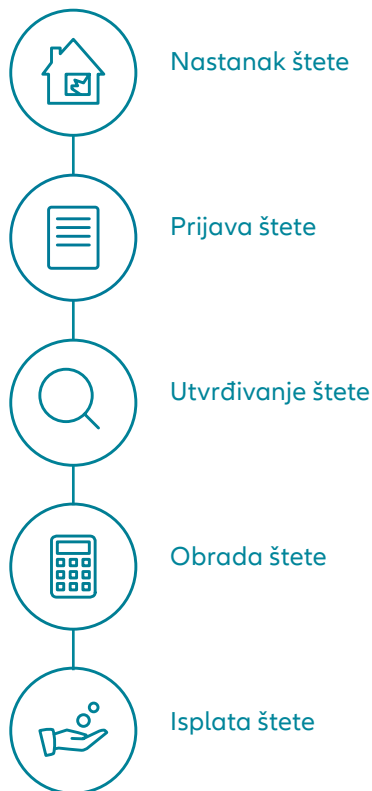 Nastanak štete
Prijava štete
Utvrđivanje štete
Obrada štete
Isplata štete